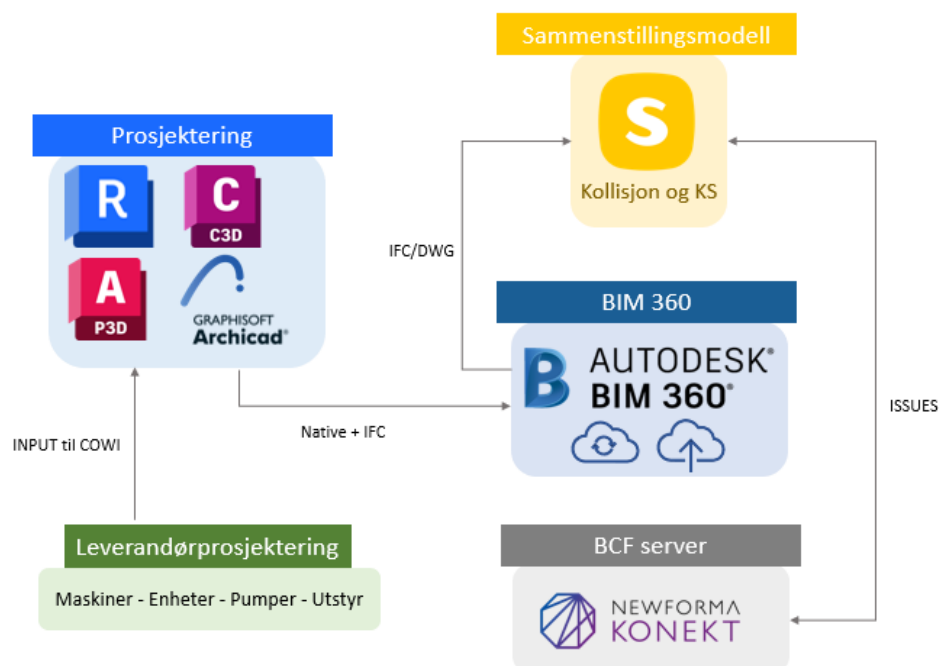 Sammenstillingsmodell
S
Kollisjon og KS
Prosjektering
R
C
C3D
A
P3D
GRAPHISOFT
Archicad®
IFC/DWG
BIM 360
B
AUTODESK®
BIM 360®
ISSUES
Native + IFC
INPUT til COWI
Leverandørprosjektering
Maskiner - Enheter - Pumper - Utstyr
BCF server
NEWFORMA
KONEKT